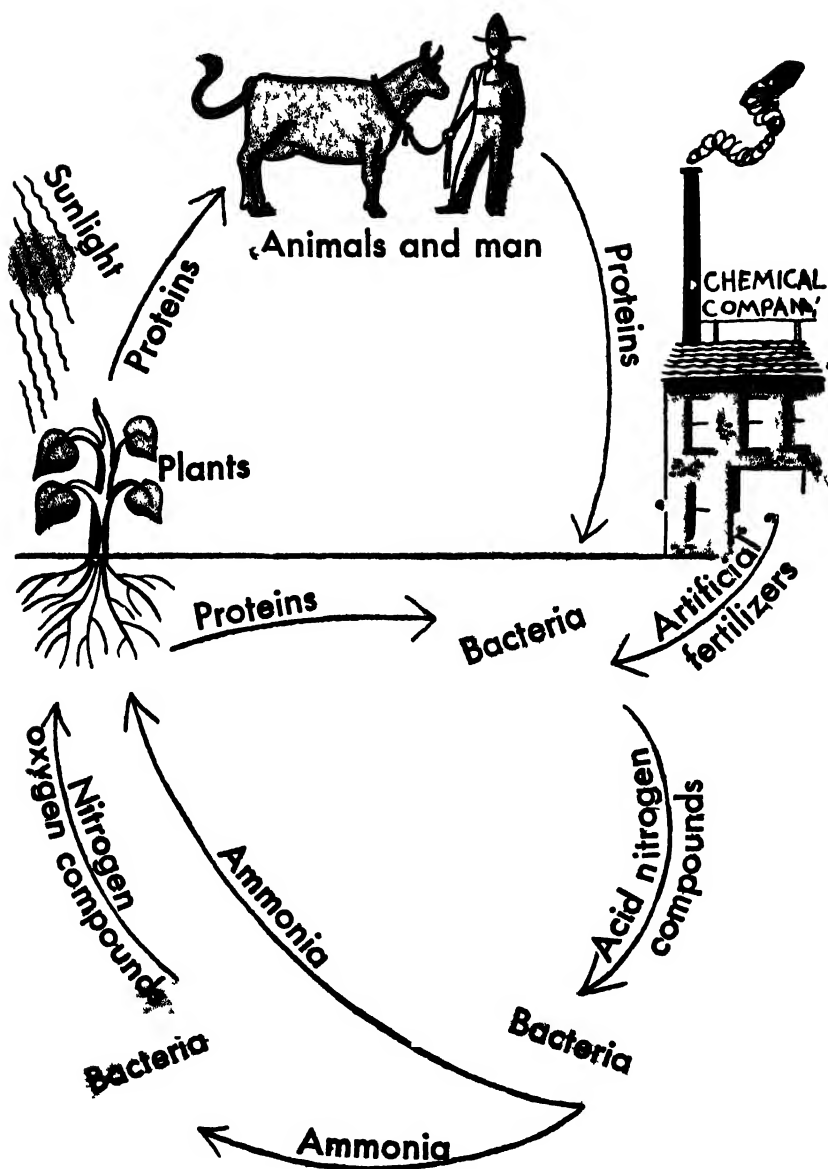 Sunlight
Animals and man
Proteins
Proteins
CHEMICAL
COMPANY
Plants
Proteins
Bacteria
Artificial
fertilizers
Nitrogen
oxygen compounds
Ammonia
Acid nitrogen
compounds
Bacteria
Bacteria
Ammonia